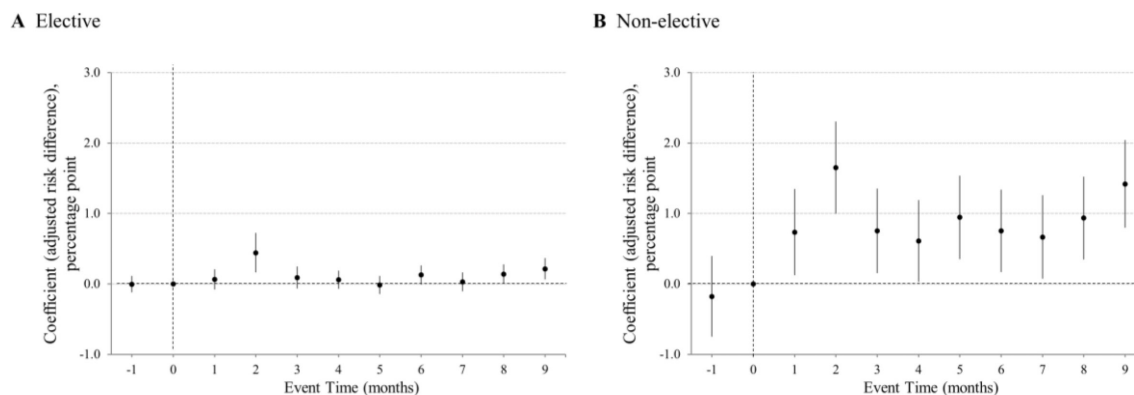 A Elective
Coefficient (adjusted risk difference),
percentage point
3.0
2.0
1.0
0.0
-1.0
-1 0 1 2 3 4 5 6 7 8 9
Event Time (months)
B Non-elective
Coefficient (adjusted risk difference),
percentage point
3.0
2.0
1.0
0.0
-1.0
-1 0 1 2 3 4 5 6 7 8 9
Event Time (months)